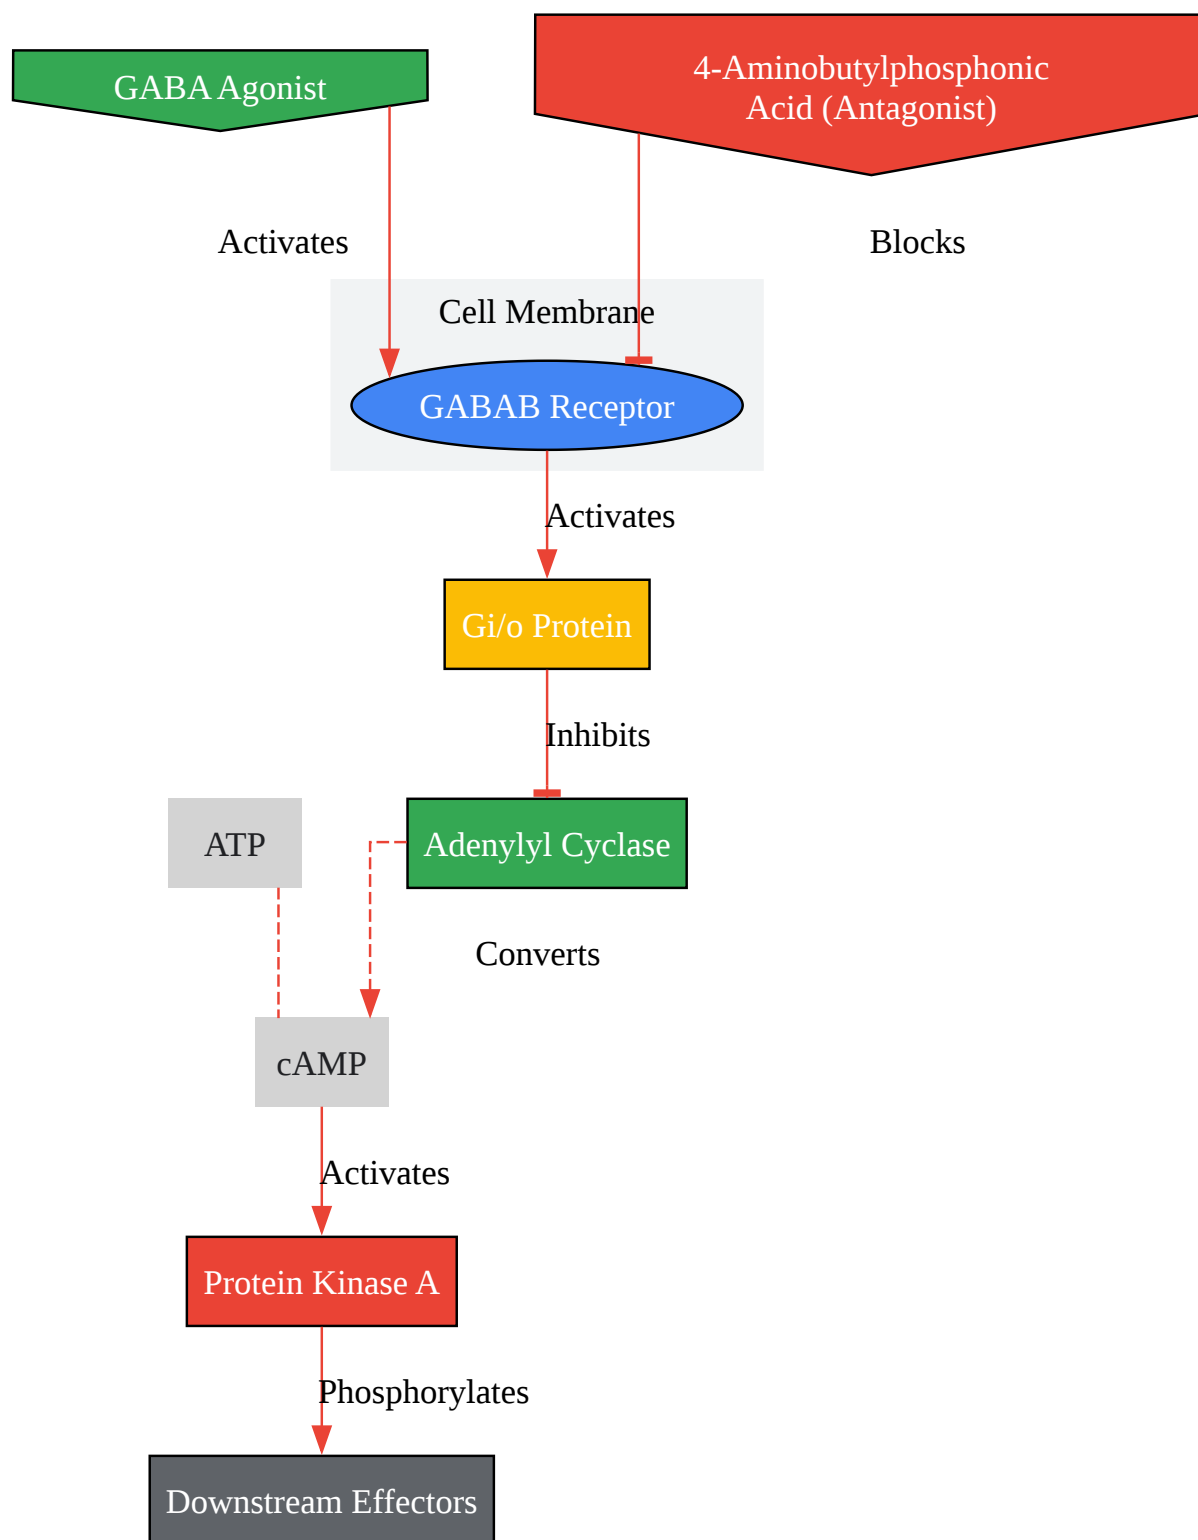 GABA Agonist
4-Aminobutylphosphonic
Acid (Antagonist)
Activates
Blocks
Cell Membrane
GABAB Receptor
Activates
Gi/o Protein
Inhibits
ATP
Adenylyl Cyclase
Converts
cAMP
Activates
Protein Kinase A
Phosphorylates
Downstream Effectors